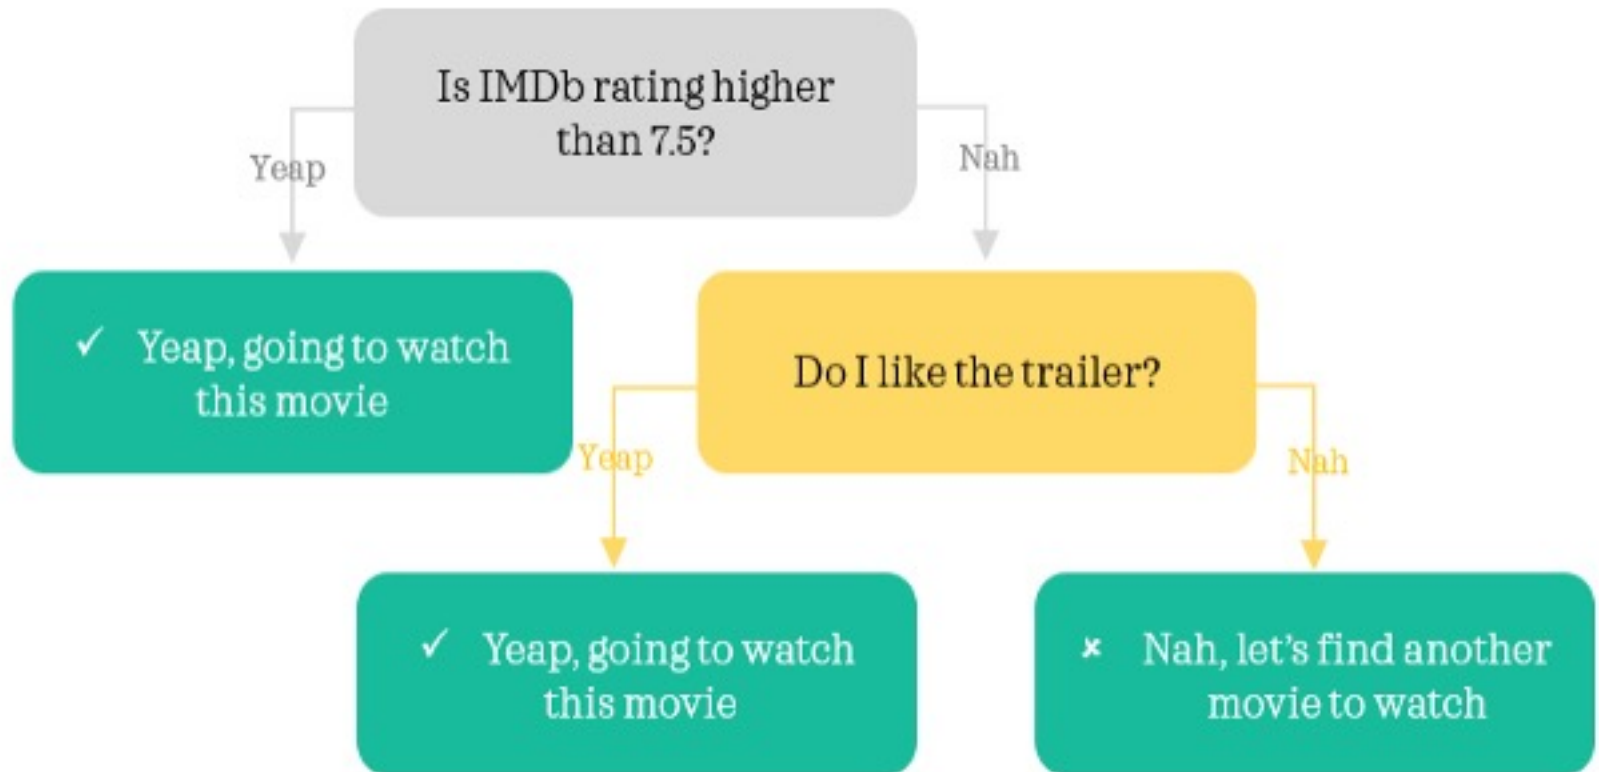 Is IMDb rating higher
than 7.5?
Yeap
Nah
✓ Yeap, going to watch
this movie
Do I like the trailer?
Yeap
Nah
✓ Yeap, going to watch
this movie
✘ Nah, let’s find another
movie to watch